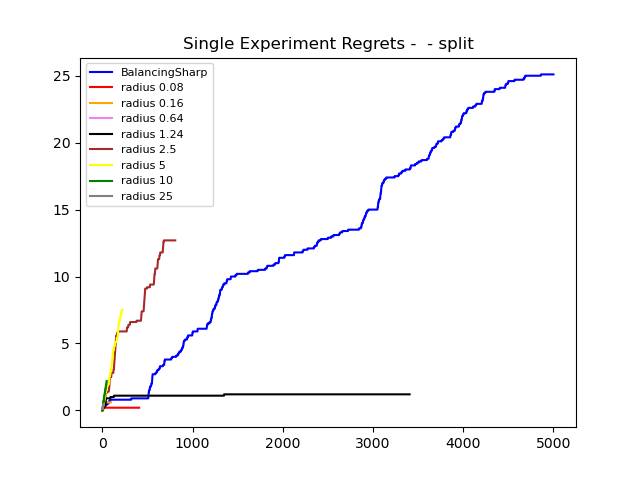 Single Experiment Regrets -  - split
BalancingSharp
radius 0.08
radius 0.16
radius 0.64
radius 1.24
radius 2.5
radius 5
radius 10
radius 25
25
20
15
10
5
0
0 1000 2000 3000 4000 5000